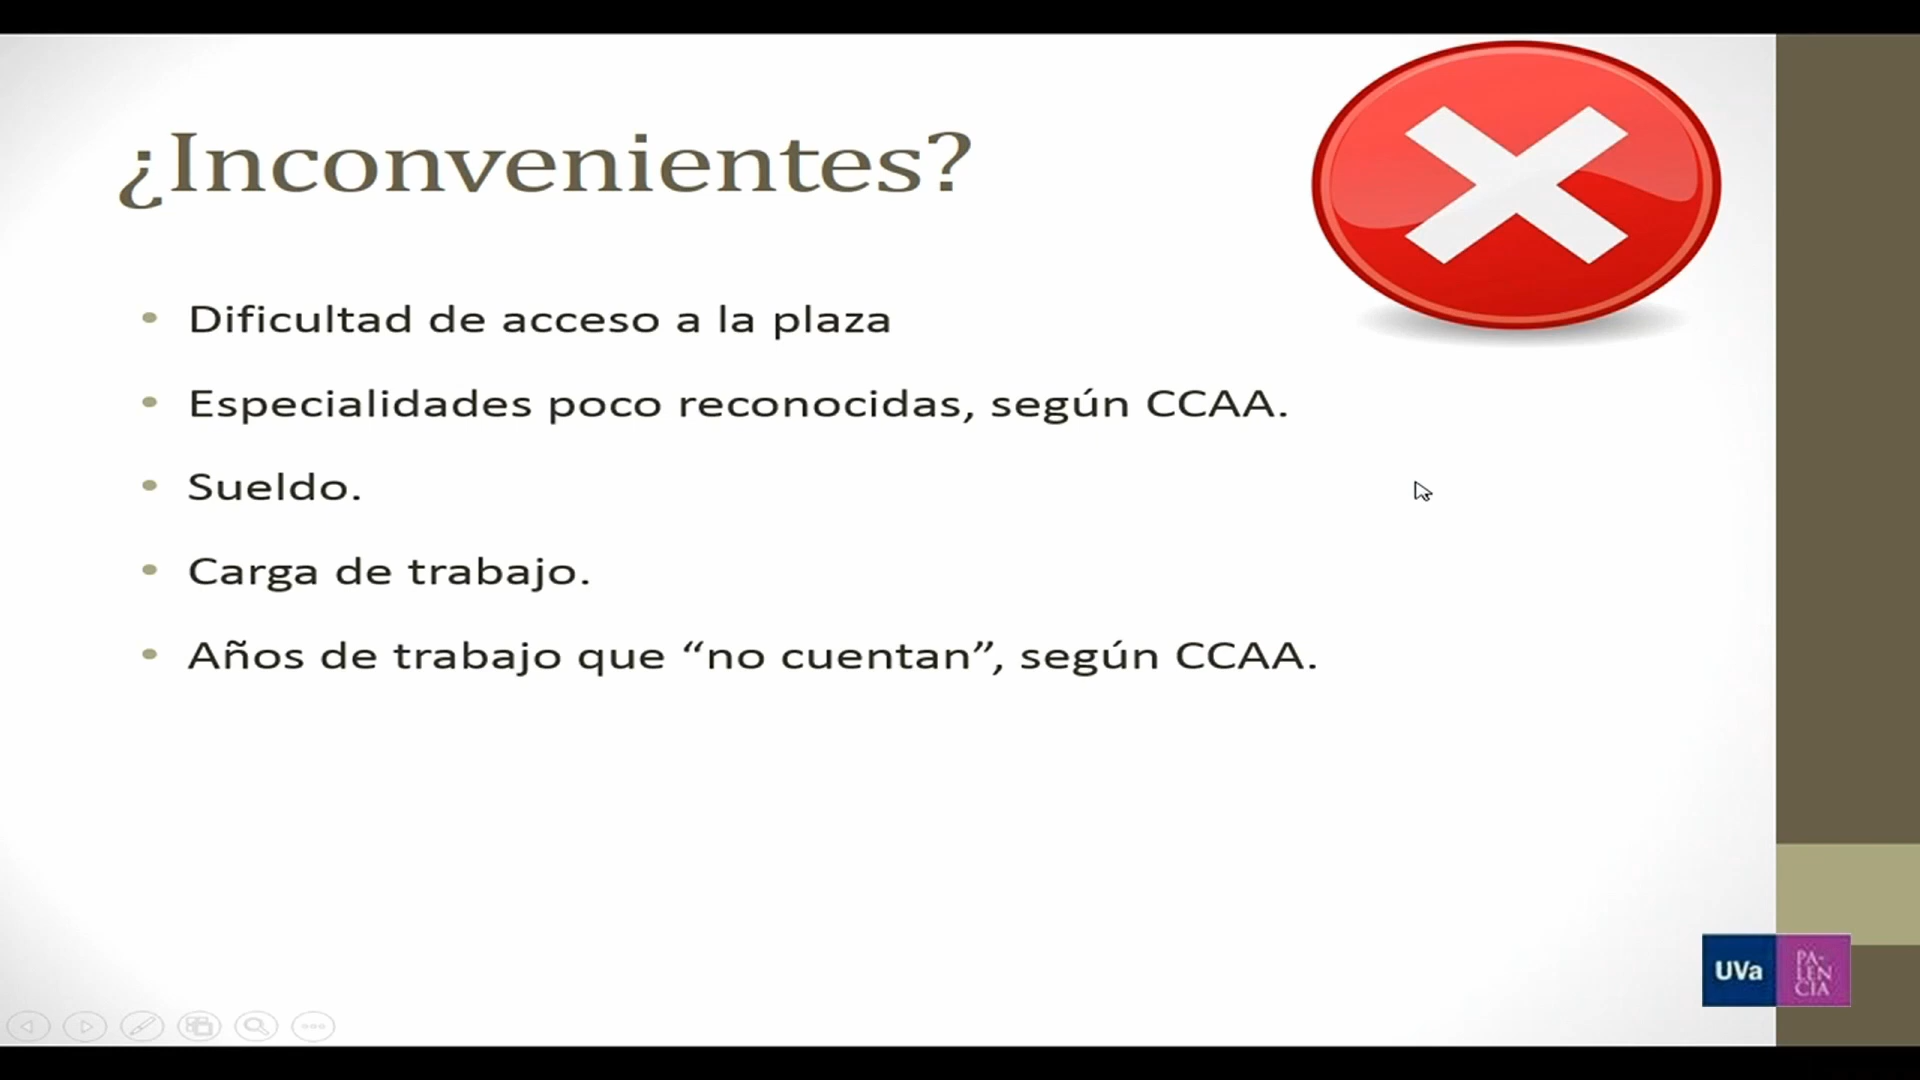 ¿Inconvenientes?
• Dificultad de acceso a la plaza
• Especialidades poco reconocidas, según CCAA.
• Sueldo.
• Carga de trabajo.
• Años de trabajo que “no cuentan”, según CCAA.
UVa
PA-
LEN
CIA